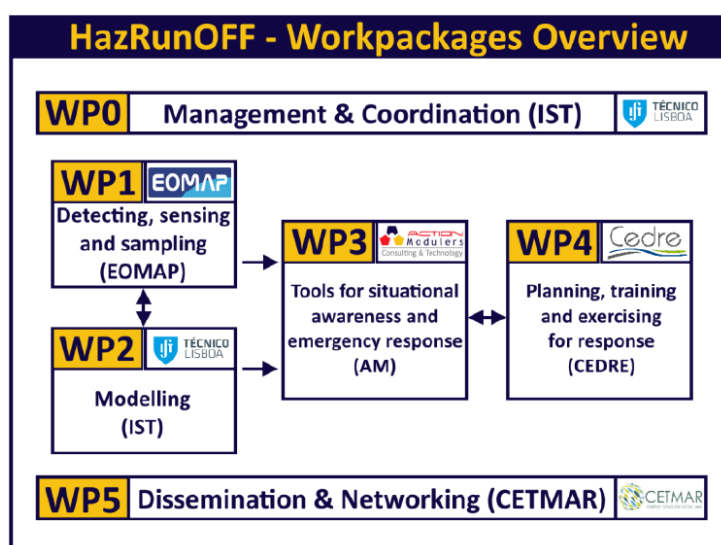 HazRunOFF - Workpackages Overview
WP0 Management & Coordination (IST) TÉCNICO LISBOA
WP1 EOMAP
Detecting, sensing
and sampling
(EOMAP)
WP2 TÉCNICO LISBOA
Modelling
(IST)
WP3 ACTION Modulers
Consulting & Technology
Tools for situational
awareness and
emergency response
(AM)
WP4 Cedre
Planning, training
and exercising
for response
(CEDRE)
WP5 Dissemination & Networking (CETMAR) CETMAR